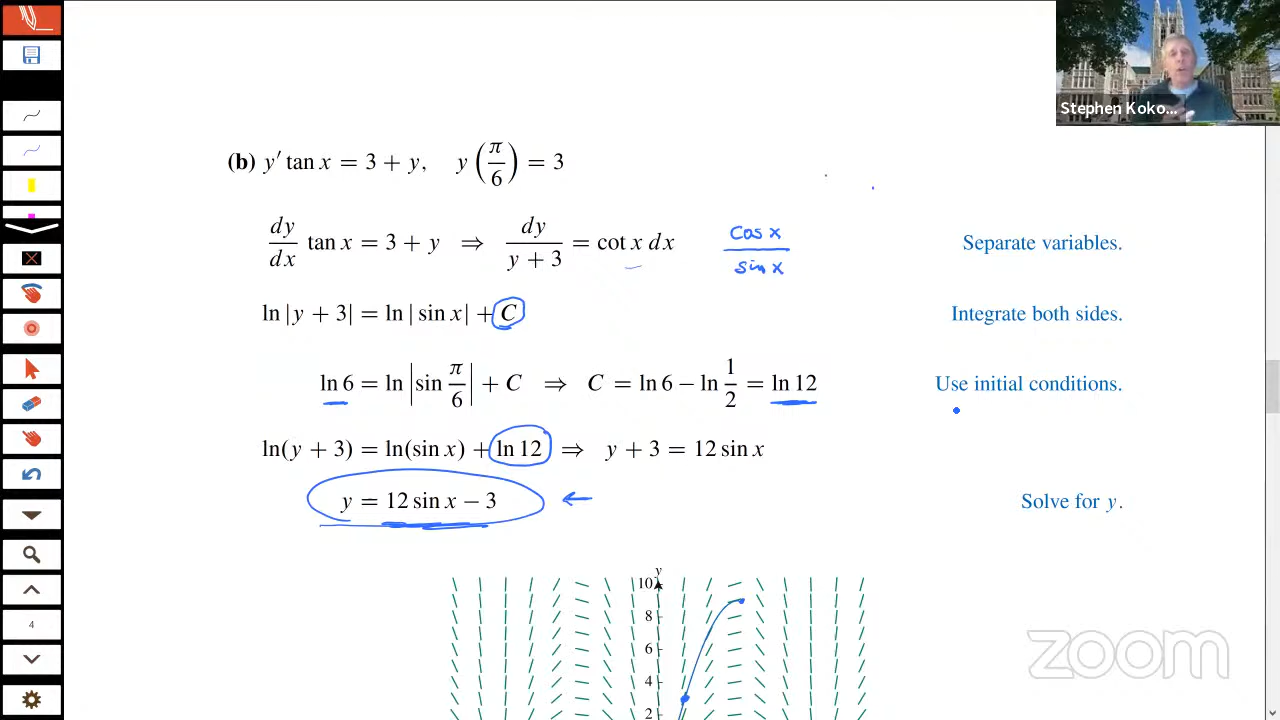 Stephen Koko...
(b) y′ tan x = 3 + y, y(π/6) = 3
dy/dx tan x = 3 + y ⇒ dy/(y + 3) = cot x dx cos x/sin x Separate variables.
ln |y + 3| = ln | sin x| + C Integrate both sides.
ln 6 = ln |sin π/6| + C ⇒ C = ln 6 − ln 1/2 = ln 12 Use initial conditions.
ln(y + 3) = ln(sin x) + ln 12 ⇒ y + 3 = 12 sin x
y = 12 sin x − 3 ← Solve for y.
y
10
8
6
4
2
4
zoom